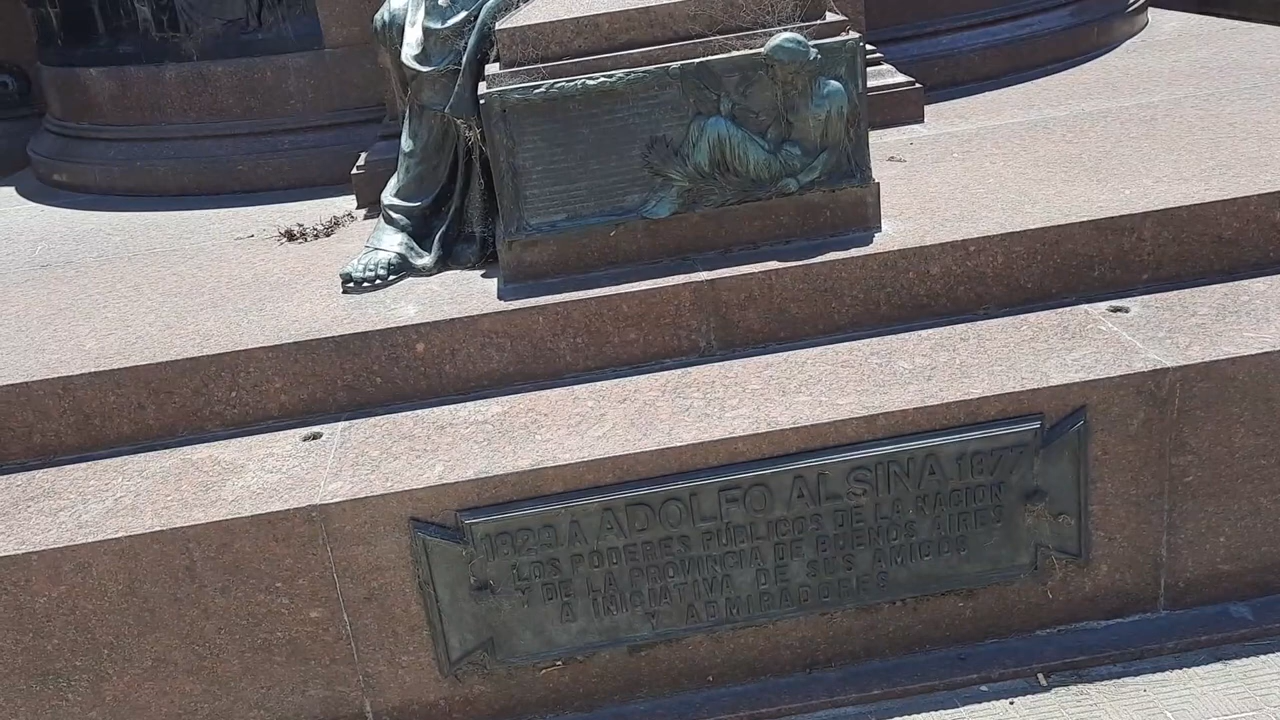 1829 A ADOLFO ALSINA 1877
LOS PODERES PÚBLICOS DE LA NACION
Y DE LA PROVINCIA DE BUENOS AIRES
A INICIATIVA DE SUS AMIGOS
Y ADMIRADORES